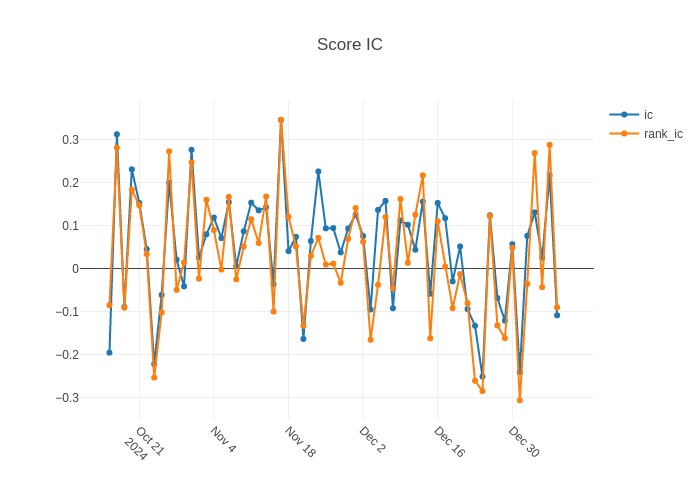 Score IC
ic
rank_ic
0.3
0.2
0.1
0
−0.1
−0.2
−0.3
Oct 21
2024
Nov 4
Nov 18
Dec 2
Dec 16
Dec 30